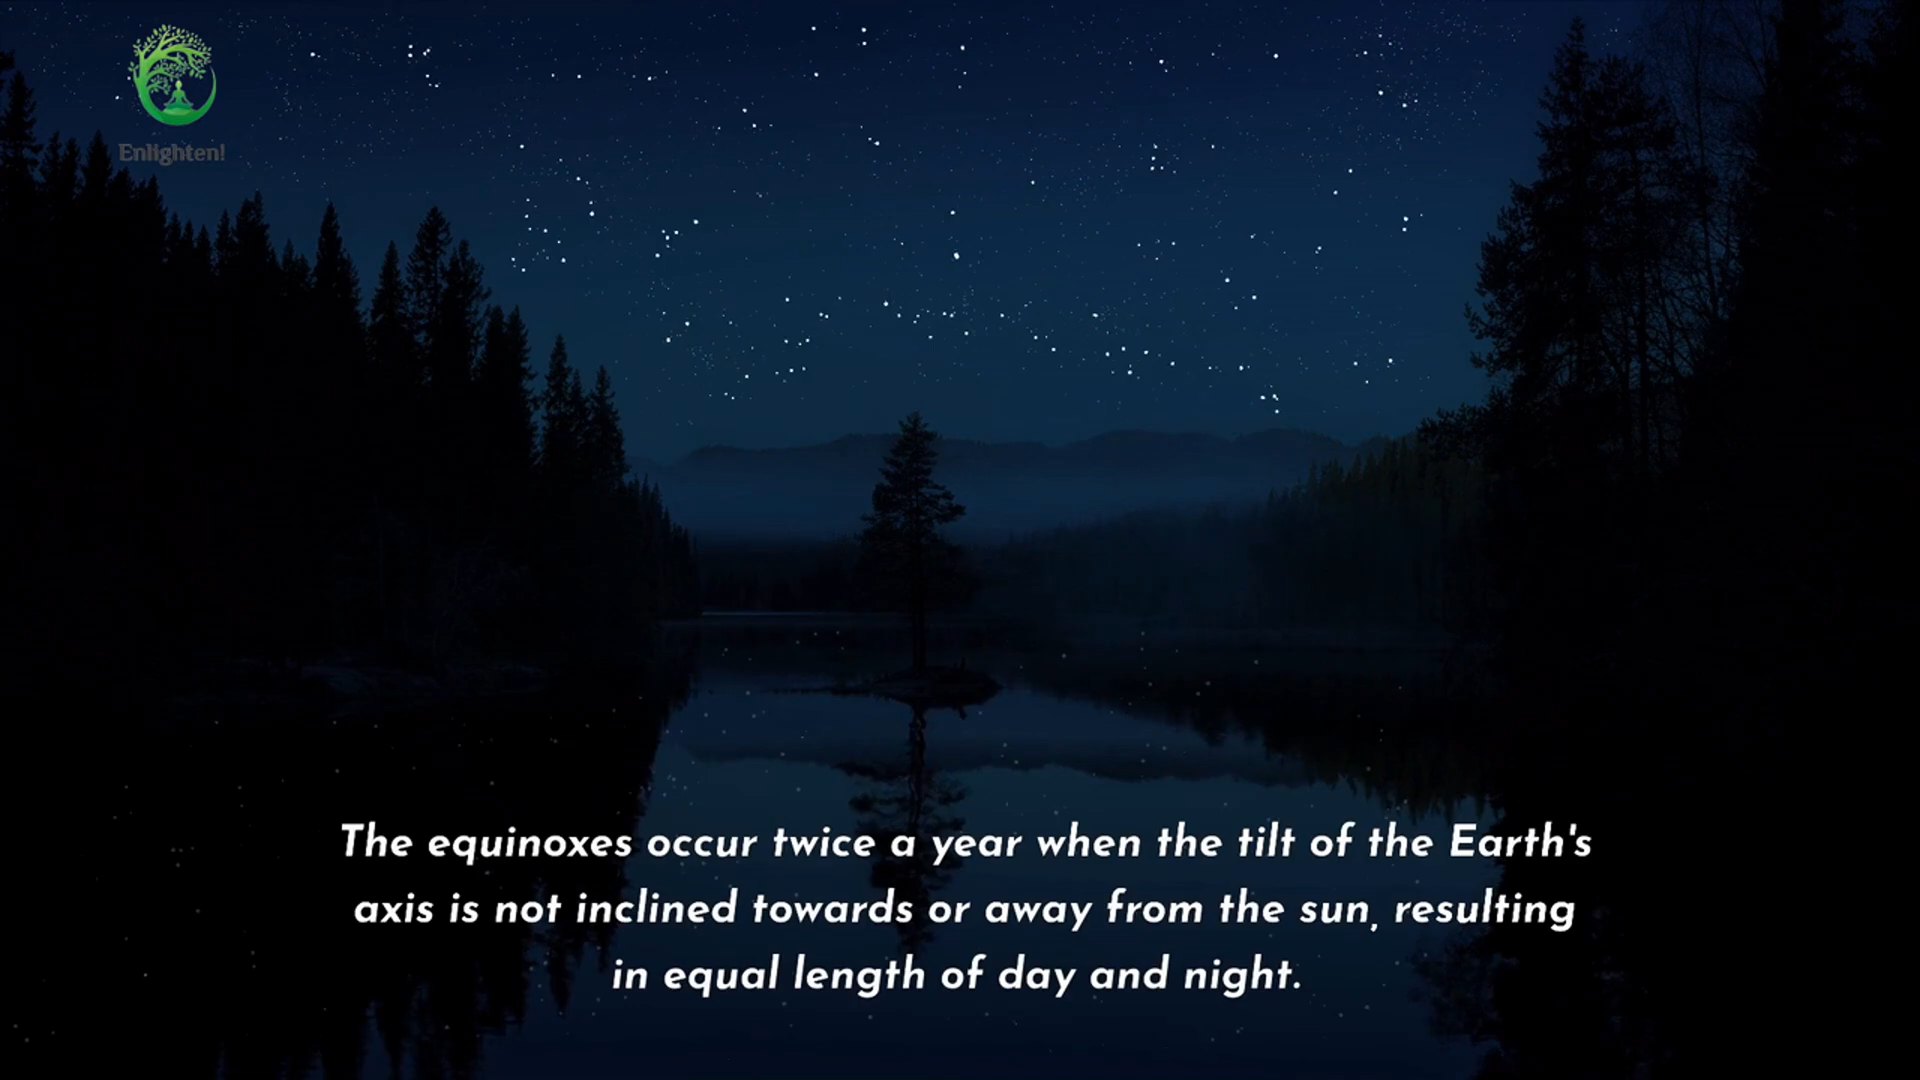 Enlighten!
The equinoxes occur twice a year when the tilt of the Earth's
axis is not inclined towards or away from the sun, resulting
in equal length of day and night.